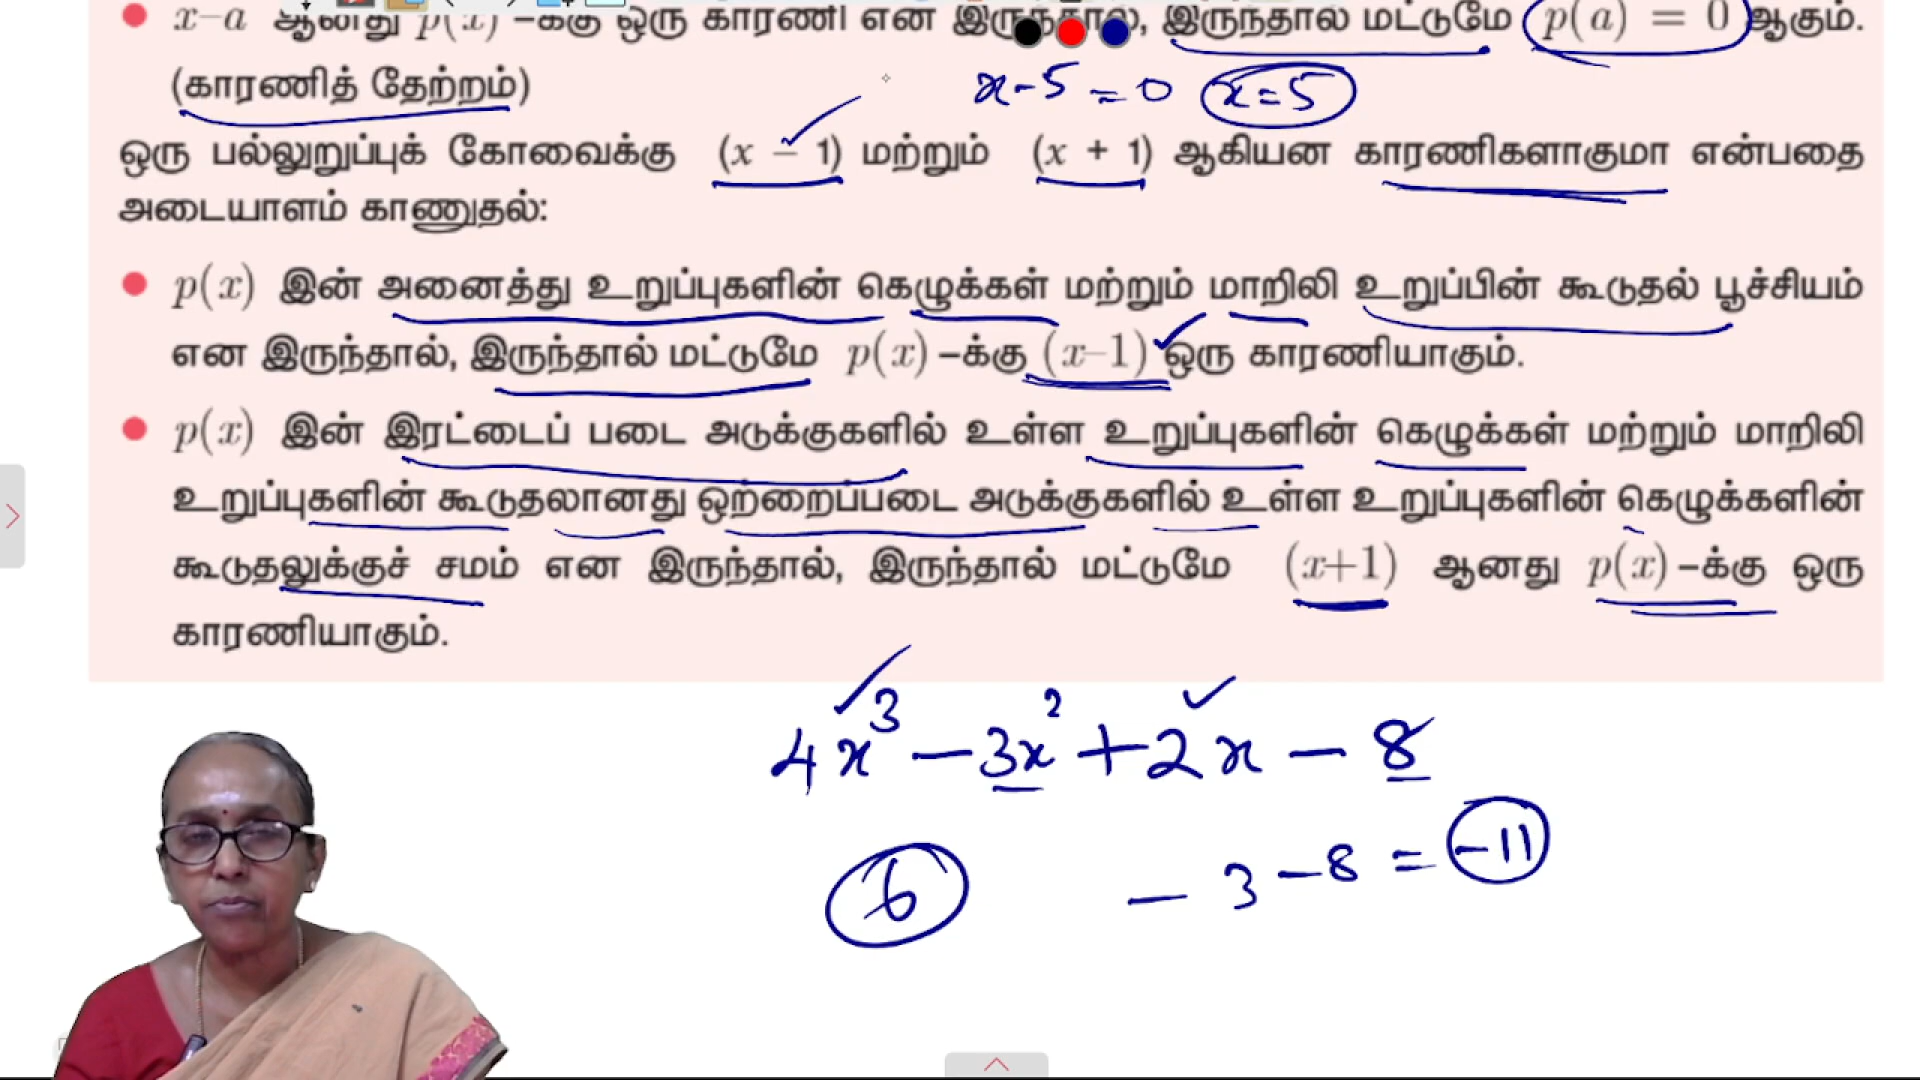 x–a ஆனது p(x) –க்கு ஒரு காரணி என இருந்தால், இருந்தால் மட்டுமே p(a) = 0 ஆகும்.
(காரணித் தேற்றம்)
x - 5 = 0 x = 5
ஒரு பல்லுறுப்புக் கோவைக்கு (x – 1) மற்றும் (x + 1) ஆகியன காரணிகளாகுமா என்பதை
அடையாளம் காணுதல்:
p(x) இன் அனைத்து உறுப்புகளின் கெழுக்கள் மற்றும் மாறிலி உறுப்பின் கூடுதல் பூச்சியம்
என இருந்தால், இருந்தால் மட்டுமே p(x) –க்கு (x–1) ஒரு காரணியாகும்.
p(x) இன் இரட்டைப் படை அடுக்குகளில் உள்ள உறுப்புகளின் கெழுக்கள் மற்றும் மாறிலி
உறுப்புகளின் கூடுதலானது ஒற்றைப்படை அடுக்குகளில் உள்ள உறுப்புகளின் கெழுக்களின்
கூடுதலுக்குச் சமம் என இருந்தால், இருந்தால் மட்டுமே (x+1) ஆனது p(x) –க்கு ஒரு
காரணியாகும்.
4x³ – 3x² + 2x – 8
6 – 3 – 8 = –11